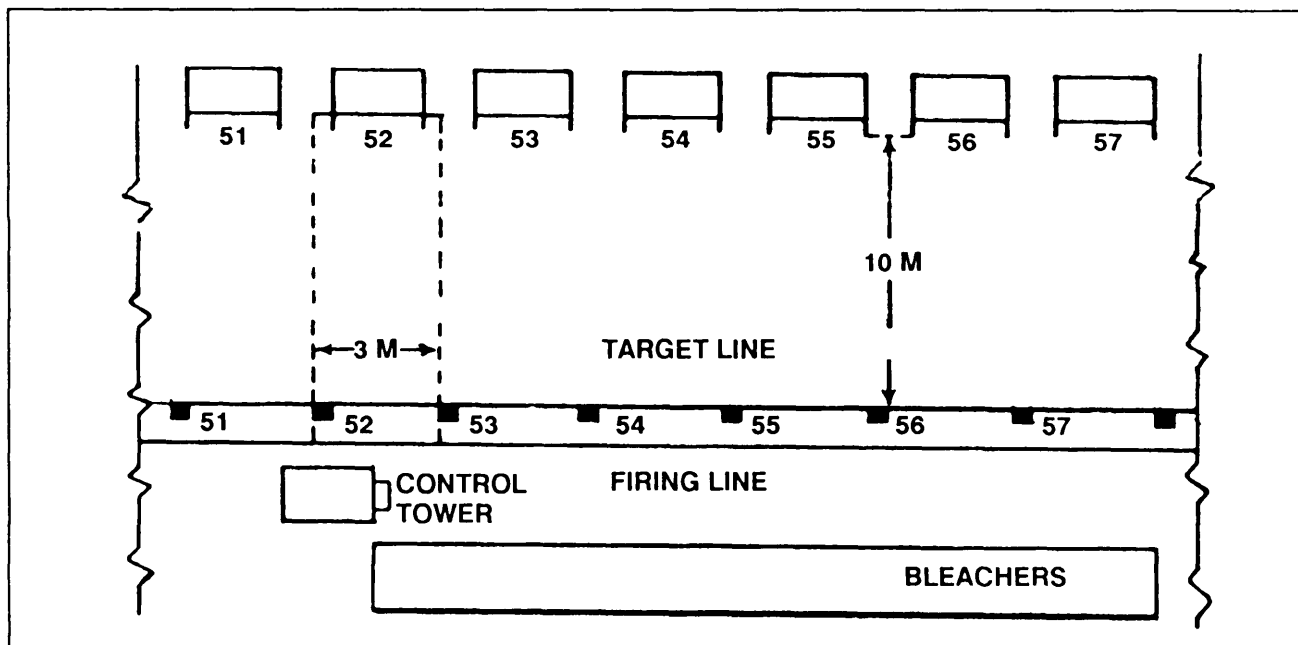 51 52 53 54 55 56 57
10 M
3 M
TARGET LINE
51 52 53 54 55 56 57
CONTROL
TOWER
FIRING LINE
BLEACHERS